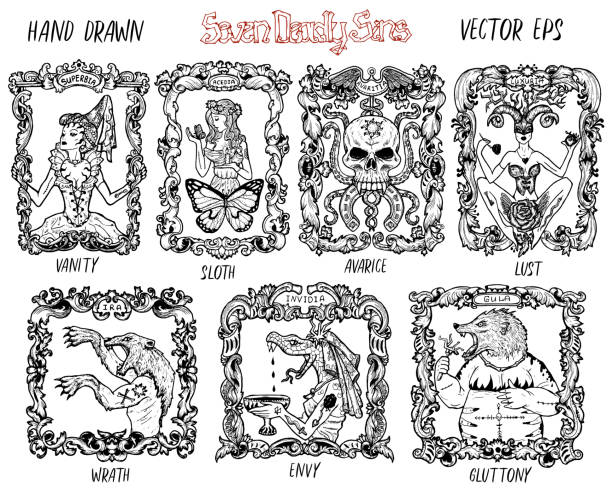 HAND DRAWN
Seven Deadly Sins
VECTOR EPS
SUPERBIA
ACEDIA
LUXURIA
VANITY
SLOTH
AVARICE
LUST
IRA
INVIDIA
GULA
WRATH
ENVY
GLUTTONY